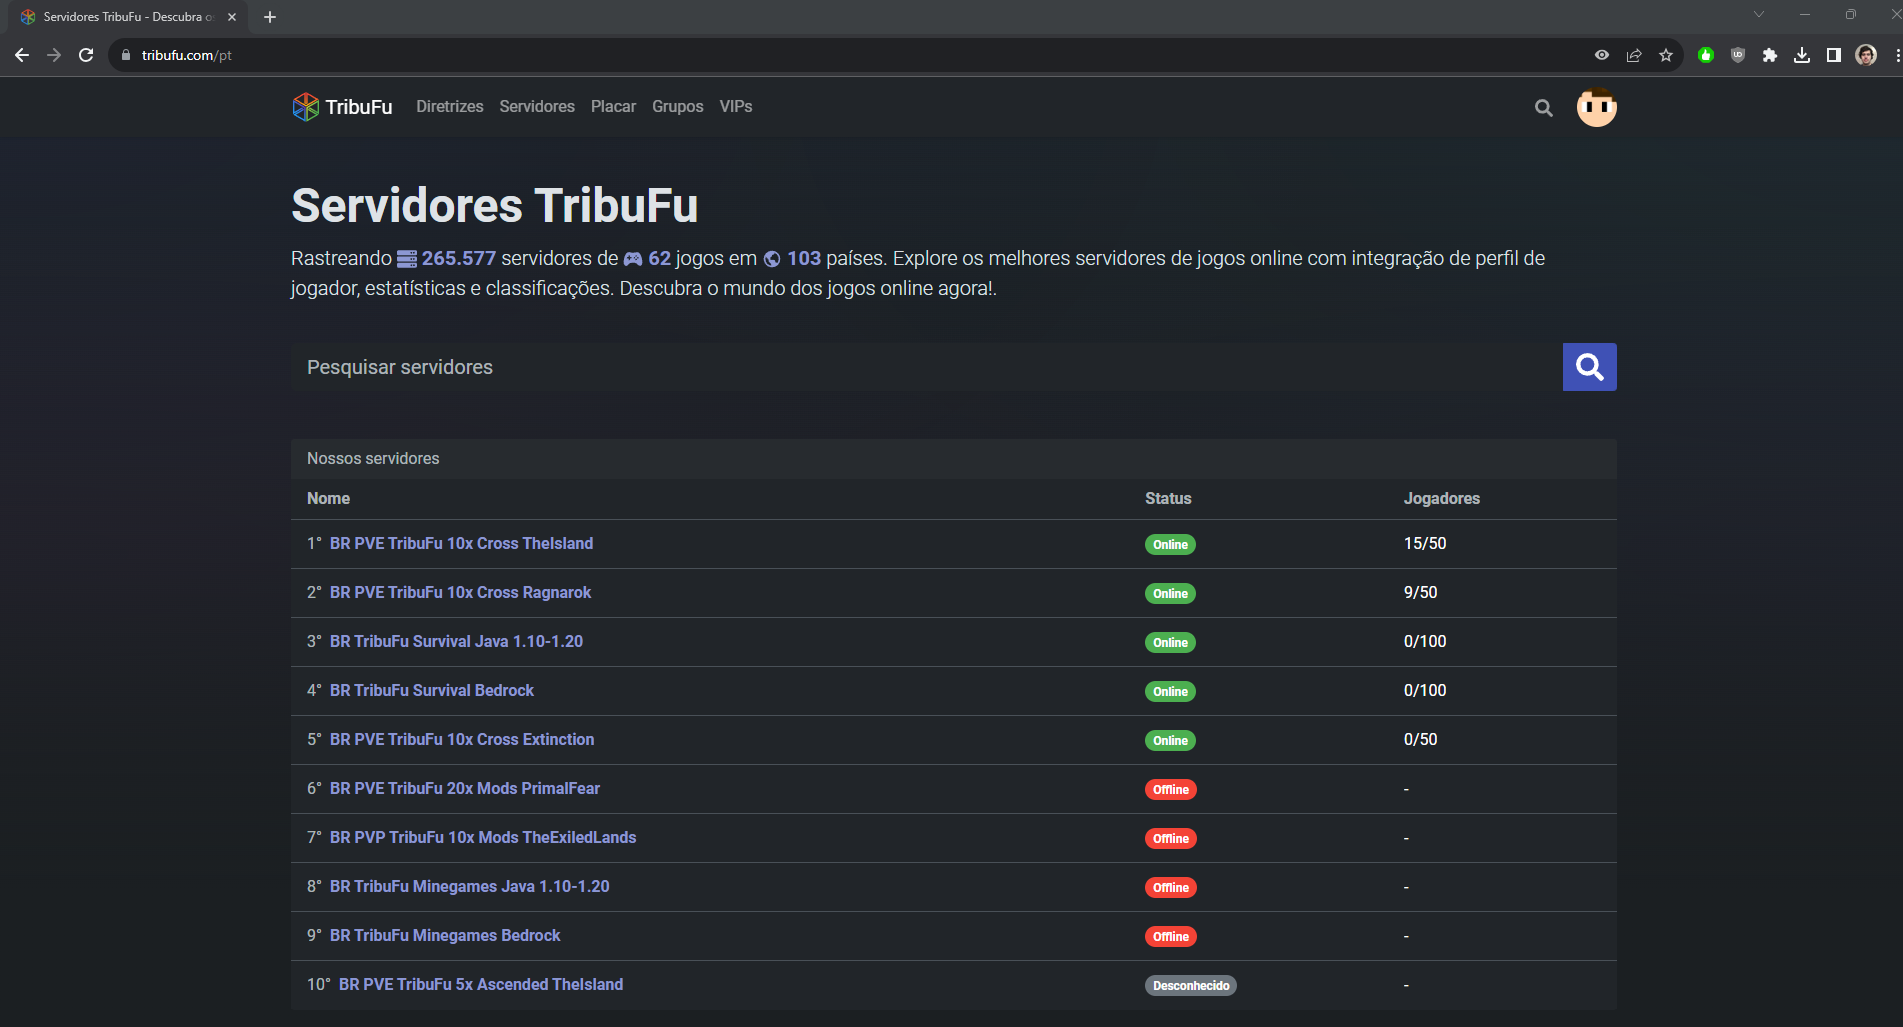 Servidores TribuFu - Descubra o
tribufu.com/pt
TribuFu Diretrizes Servidores Placar Grupos VIPs
Servidores TribuFu
Rastreando 265.577 servidores de 62 jogos em 103 países. Explore os melhores servidores de jogos online com integração de perfil de
jogador, estatísticas e classificações. Descubra o mundo dos jogos online agora!.
Pesquisar servidores
Nossos servidores
Nome Status Jogadores
1° BR PVE TribuFu 10x Cross TheIsland Online 15/50
2° BR PVE TribuFu 10x Cross Ragnarok Online 9/50
3° BR TribuFu Survival Java 1.10-1.20 Online 0/100
4° BR TribuFu Survival Bedrock Online 0/100
5° BR PVE TribuFu 10x Cross Extinction Online 0/50
6° BR PVE TribuFu 20x Mods PrimalFear Offline -
7° BR PVP TribuFu 10x Mods TheExiledLands Offline -
8° BR TribuFu Minegames Java 1.10-1.20 Offline -
9° BR TribuFu Minegames Bedrock Offline -
10° BR PVE TribuFu 5x Ascended TheIsland Desconhecido -